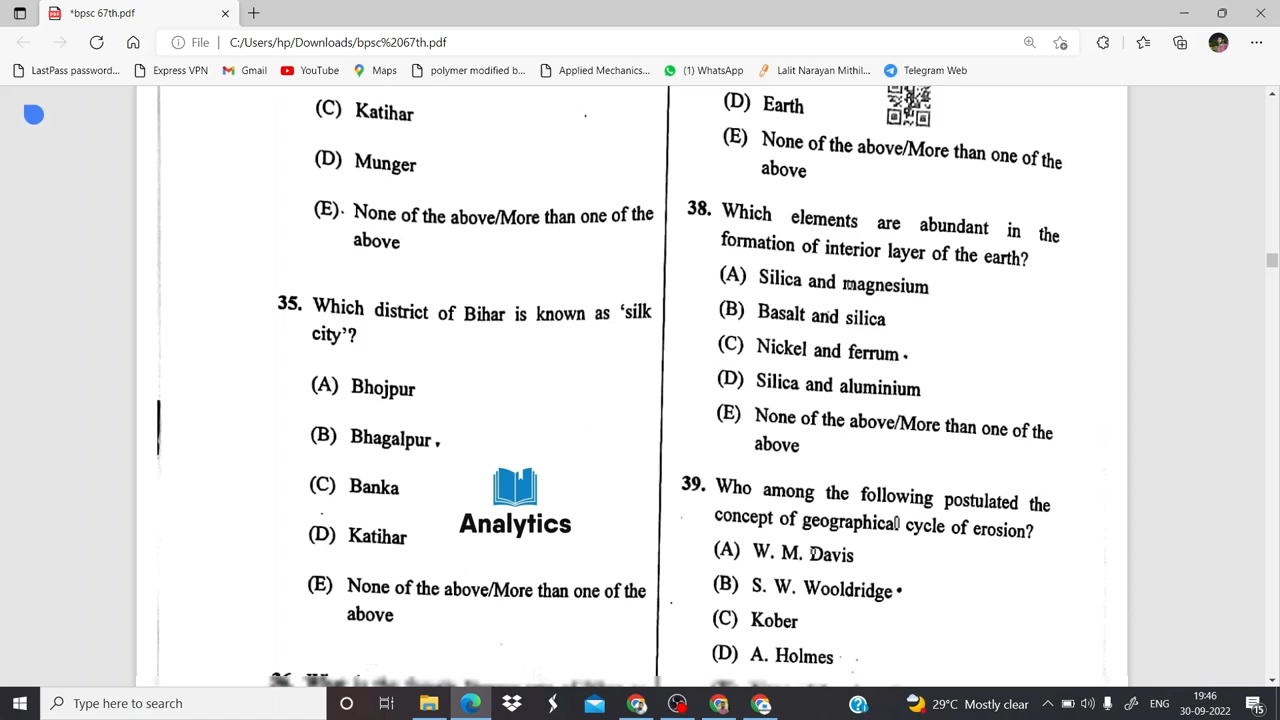 *bpsc 67th.pdf
File
C:/Users/hp/Downloads/bpsc%2067th.pdf
LastPass password...
Express VPN
Gmail
YouTube
Maps
polymer modified b...
Applied Mechanics...
(1) WhatsApp
Lalit Narayan Mithil...
Telegram Web
(C) Katihar
(D) Munger
(E) None of the above/More than one of the
above
35. Which district of Bihar is known as ‘silk
city’?
(A) Bhojpur
(B) Bhagalpur
(C) Banka
(D) Katihar
(E) None of the above/More than one of the
above
Analytics
(D) Earth
(E) None of the above/More than one of the
above
38. Which elements are abundant in the
formation of interior layer of the earth?
(A) Silica and magnesium
(B) Basalt and silica
(C) Nickel and ferrum
(D) Silica and aluminium
(E) None of the above/More than one of the
above
39. Who among the following postulated the
concept of geographical cycle of erosion?
(A) W. M. Davis
(B) S. W. Wooldridge
(C) Kober
(D) A. Holmes
Type here to search
29°C Mostly clear
ENG
19:46
30-09-2022